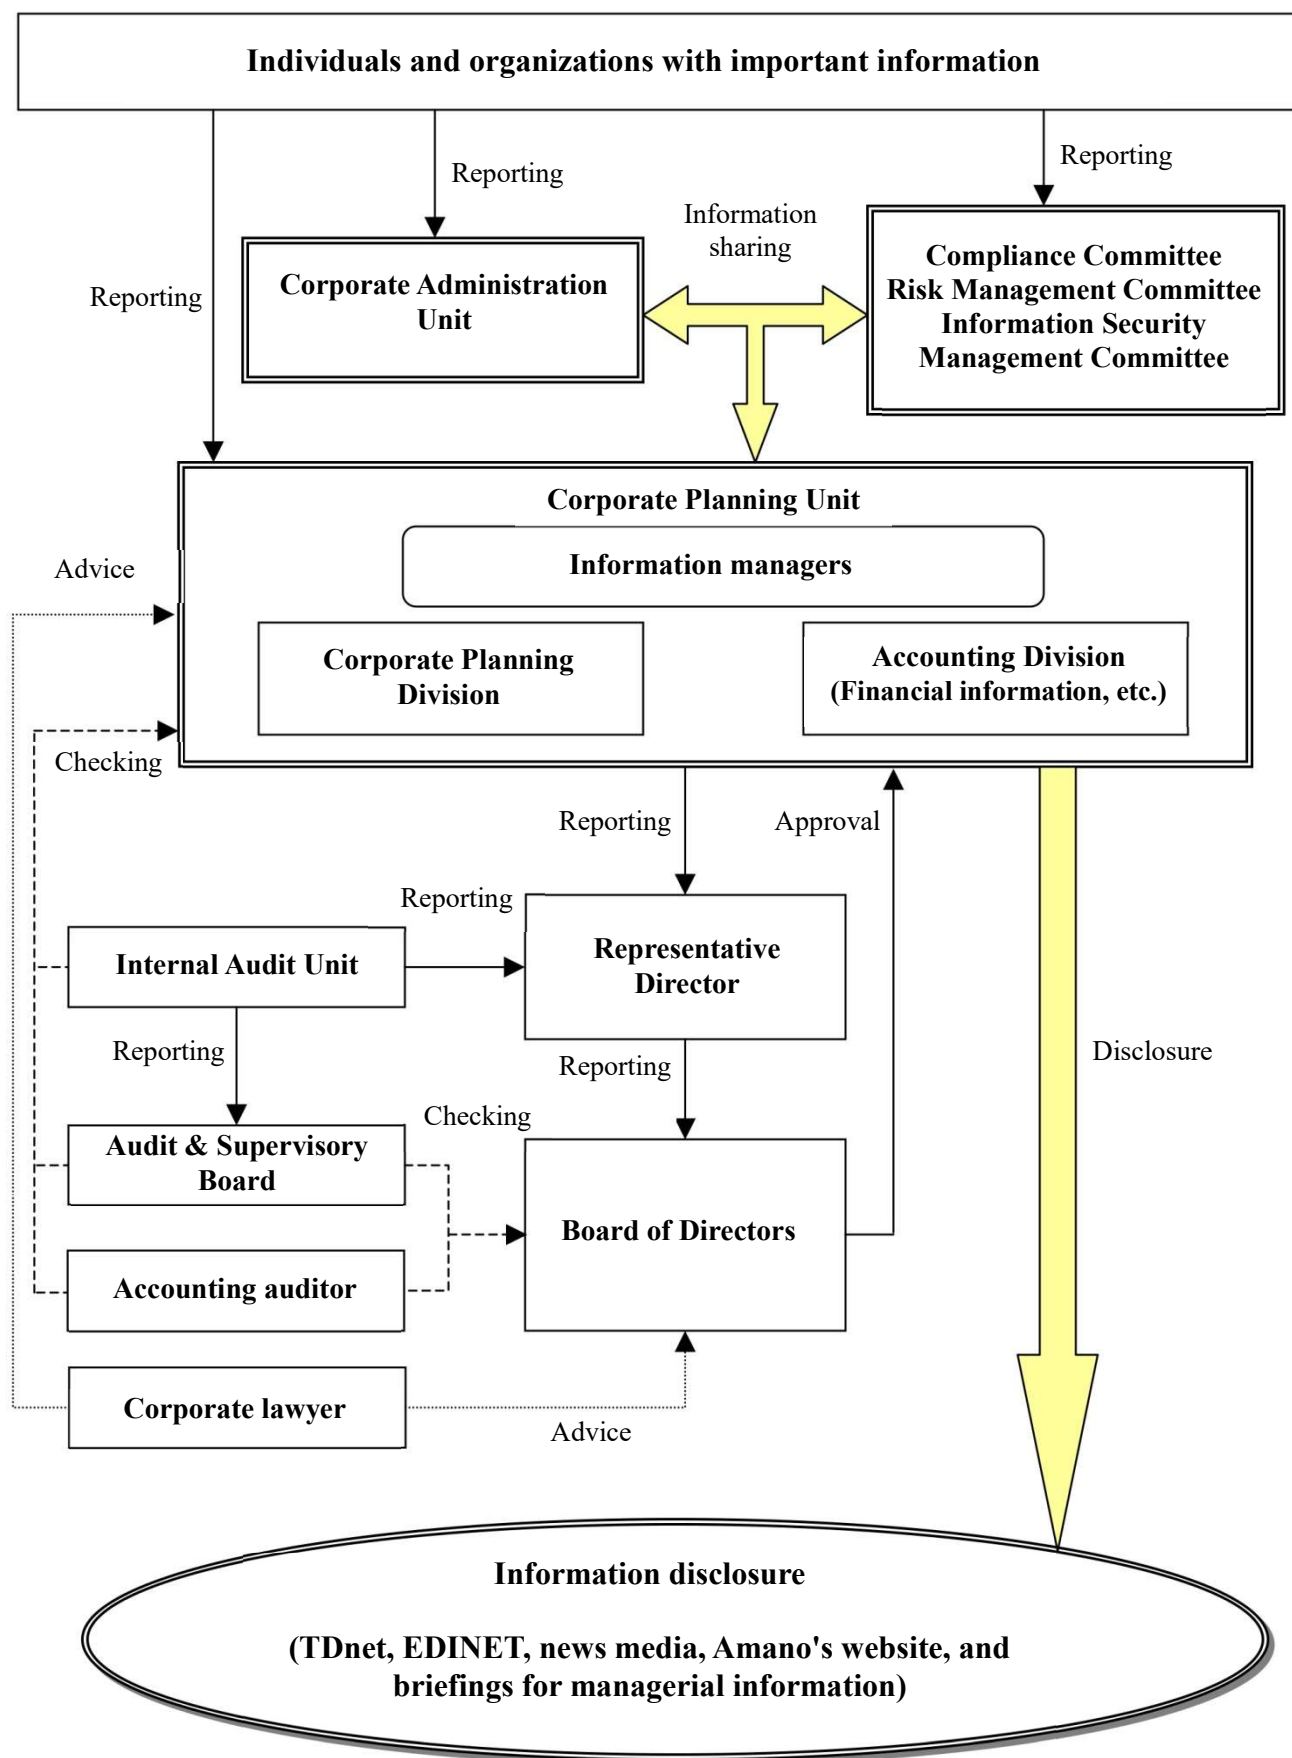 Individuals and organizations with important information
Reporting
Reporting
Reporting
Information
sharing
Corporate Administration
Unit
Compliance Committee
Risk Management Committee
Information Security
Management Committee
Corporate Planning Unit
Information managers
Corporate Planning
Division
Accounting Division
(Financial information, etc.)
Advice
Checking
Reporting
Approval
Reporting
Internal Audit Unit
Representative
Director
Reporting
Reporting
Disclosure
Checking
Audit & Supervisory
Board
Board of Directors
Accounting auditor
Corporate lawyer
Advice
Information disclosure
(TDnet, EDINET, news media, Amano's website, and
briefings for managerial information)